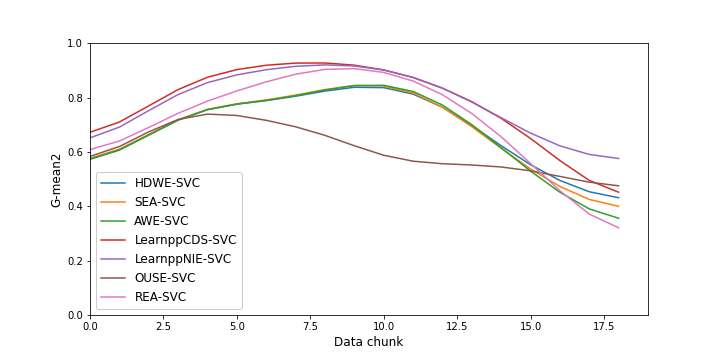 1.0
0.8
0.6
0.4
0.2
0.0
G-mean2
HDWE-SVC
SEA-SVC
AWE-SVC
LearnppCDS-SVC
LearnppNIE-SVC
OUSE-SVC
REA-SVC
0.0 2.5 5.0 7.5 10.0 12.5 15.0 17.5
Data chunk